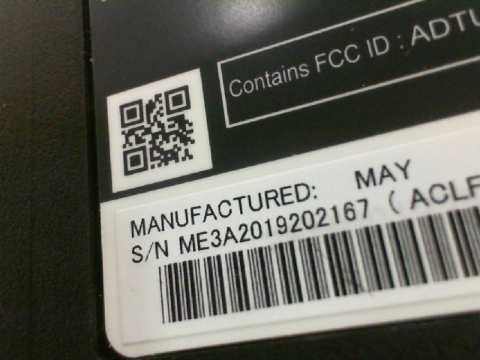 Contains FCC ID : ADTU
MANUFACTURED: MAY
S/N ME3A2019202167 ( ACLF